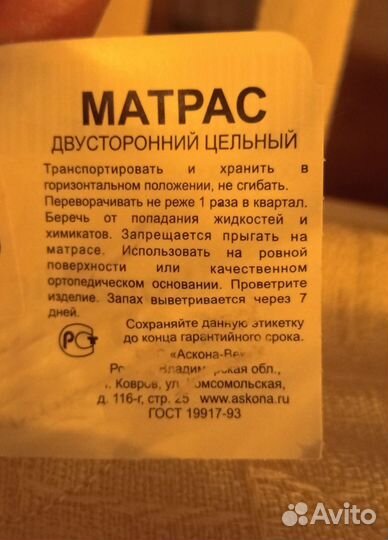 МАТРАС
ДВУСТОРОННИЙ ЦЕЛЬНЫЙ
Транспортировать и хранить в
горизонтальном положении, не сгибать.
Переворачивать не реже 1 раза в квартал.
Беречь от попадания жидкостей и
химикатов. Запрещается прыгать на
матрасе. Использовать на ровной
поверхности или качественном
ортопедическом основании. Проветрите
изделие. Запах выветривается через 7
дней.
Сохраняйте данную этикетку
до конца гарантийного срока.
РСТ
«Аскона-Век
обл.,
г. Ковров, ул. Комсомольская,
д. 116-г, стр. 25 www.askona.ru
ГОСТ 19917-93
Avito